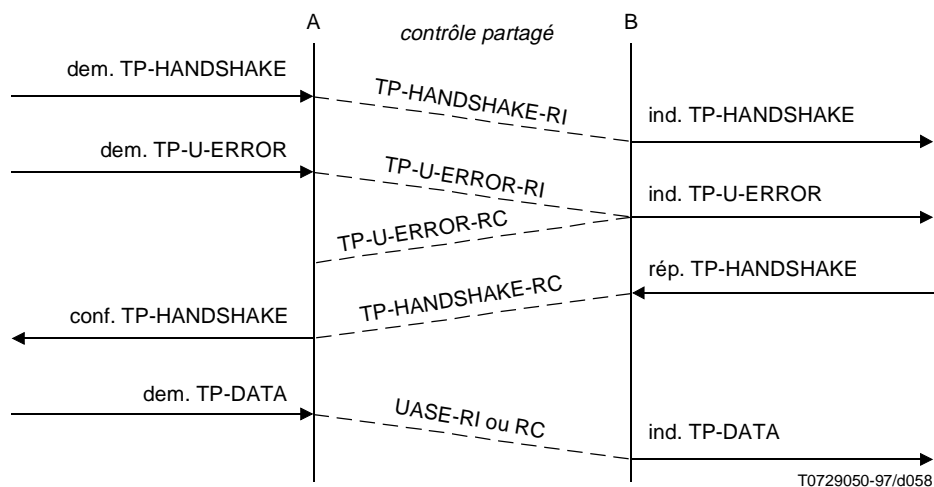 A
contrôle partagé
B
dem. TP-HANDSHAKE
TP-HANDSHAKE-RI
ind. TP-HANDSHAKE
dem. TP-U-ERROR
TP-U-ERROR-RI
ind. TP-U-ERROR
TP-U-ERROR-RC
rép. TP-HANDSHAKE
TP-HANDSHAKE-RC
conf. TP-HANDSHAKE
dem. TP-DATA
UASE-RI ou RC
ind. TP-DATA
T0729050-97/d058